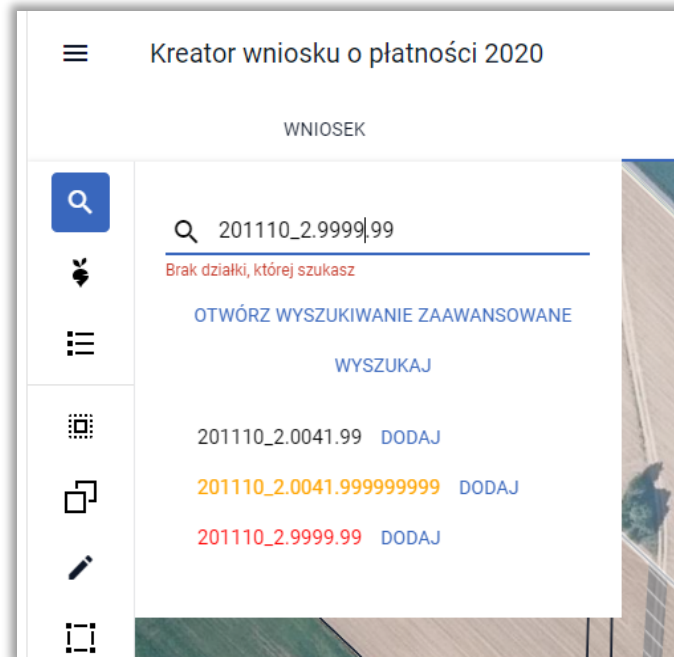 Kreator wniosku o płatności 2020
WNIOSEK
201110_2.9999.99
Brak działki, której szukasz
OTWÓRZ WYSZUKIWANIE ZAAWANSOWANE
WYSZUKAJ
201110_2.0041.99 DODAJ
201110_2.0041.999999999 DODAJ
201110_2.9999.99 DODAJ